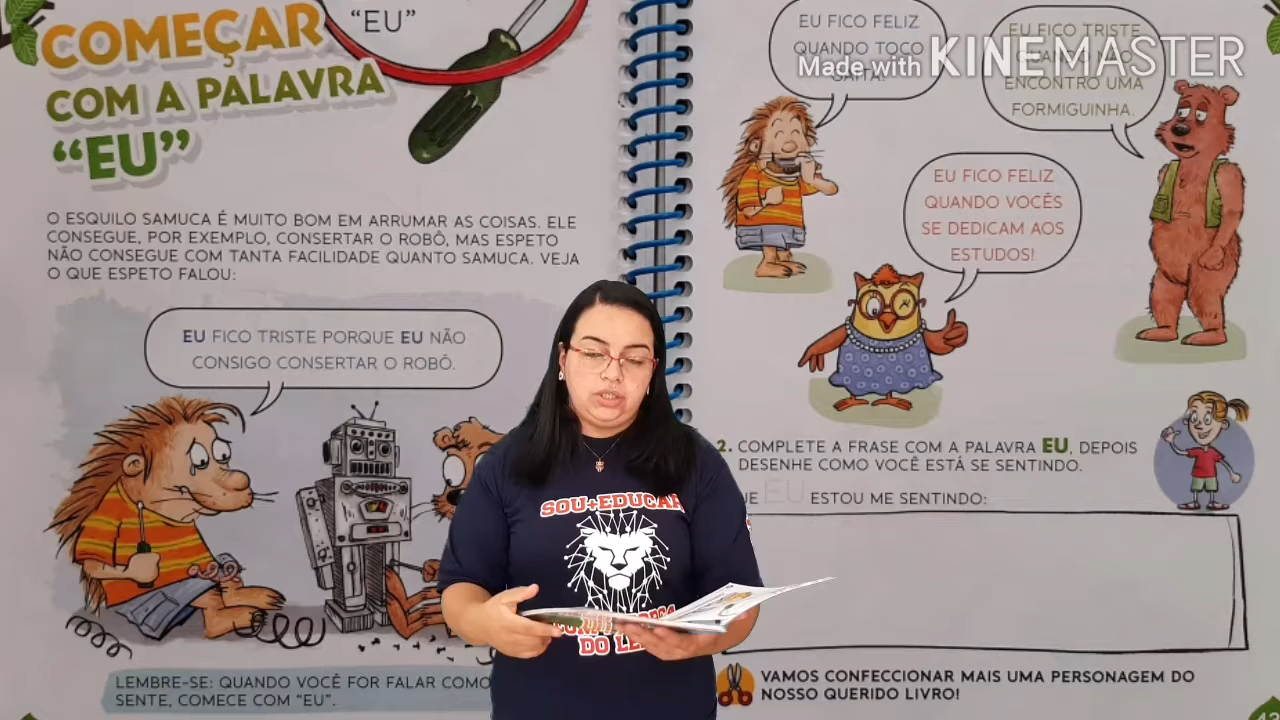 COMEÇAR
COM A PALAVRA
"EU"
"EU"
O ESQUILO SAMUCA É MUITO BOM EM ARRUMAR AS COISAS. ELE
CONSEGUE, POR EXEMPLO, CONSERTAR O ROBÔ, MAS ESPETO
NÃO CONSEGUE COM TANTA FACILIDADE QUANTO SAMUCA. VEJA
O QUE ESPETO FALOU:
EU FICO TRISTE PORQUE EU NÃO
CONSIGO CONSERTAR O ROBÔ.
LEMBRE-SE: QUANDO VOCÊ FOR FALAR COMO
SENTE, COMECE COM "EU".
EU FICO FELIZ
QUANDO TOCO
GAITA!
EU FICO TRISTE
QUANDO NÃO
ENCONTRO UMA
FORMIGUINHA.
Made with KINEMASTER
EU FICO FELIZ
QUANDO VOCÊS
SE DEDICAM AOS
ESTUDOS!
2. COMPLETE A FRASE COM A PALAVRA EU, DEPOIS
DESENHE COMO VOCÊ ESTÁ SE SENTINDO.
EU ESTOU ME SENTINDO:
VAMOS CONFECCIONAR MAIS UMA PERSONAGEM DO
NOSSO QUERIDO LIVRO!
SOU+EDUCAR
DO